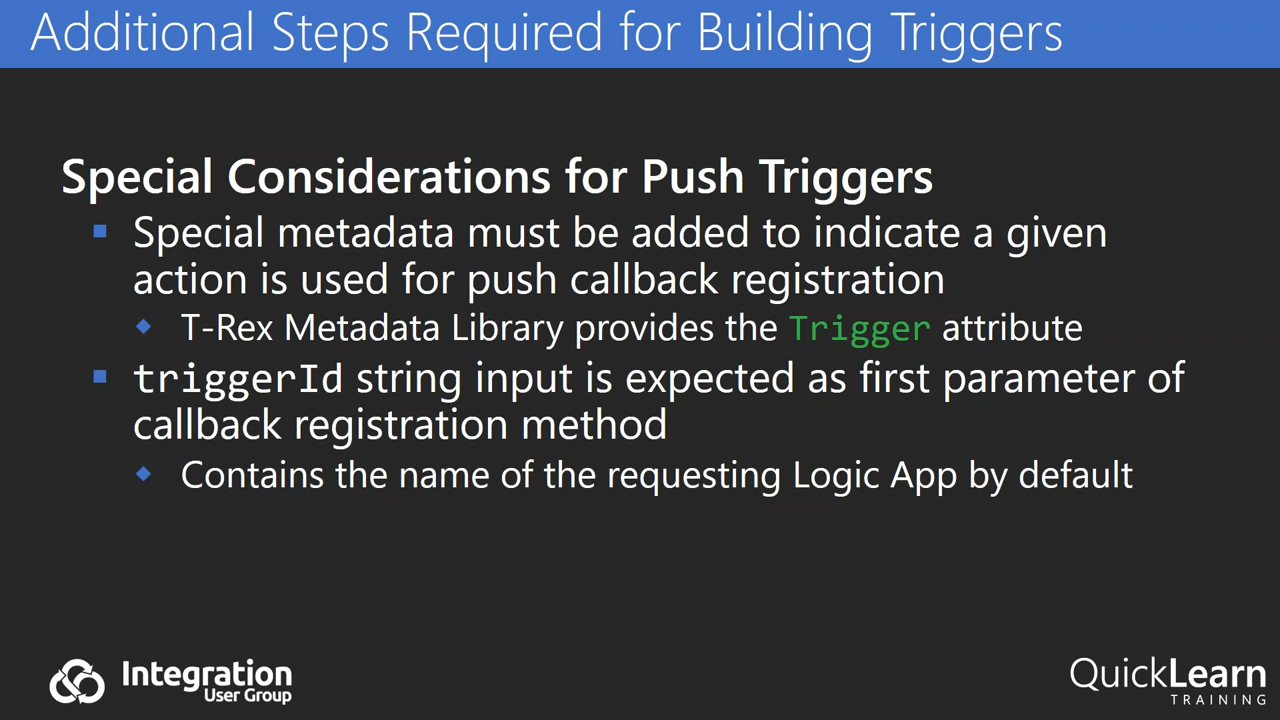 Additional Steps Required for Building Triggers
Special Considerations for Push Triggers
Special metadata must be added to indicate a given
action is used for push callback registration
T-Rex Metadata Library provides the Trigger attribute
triggerId string input is expected as first parameter of
callback registration method
Contains the name of the requesting Logic App by default
Integration
User Group
QuickLearn
TRAINING